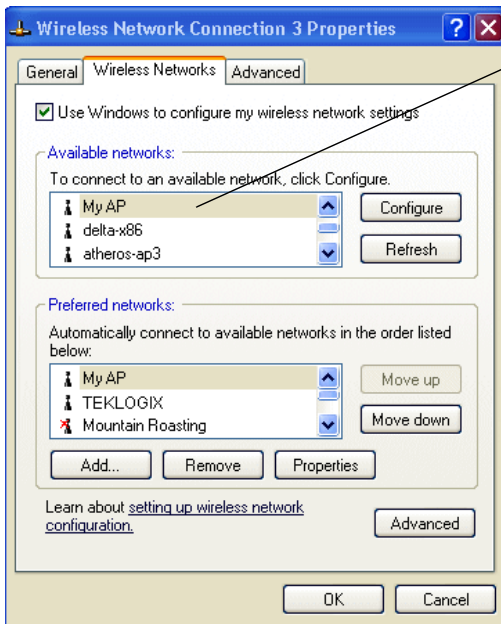 Wireless Network Connection 3 Properties
General Wireless Networks Advanced
Use Windows to configure my wireless network settings
Available networks:
To connect to an available network, click Configure.
My AP
Configure
delta-x86
atheros-ap3
Refresh
Preferred networks:
Automatically connect to available networks in the order listed
below:
My AP
Move up
TEKLOGIX
Mountain Roasting
Move down
Add... Remove Properties
Learn about setting up wireless network
configuration.
Advanced
OK Cancel